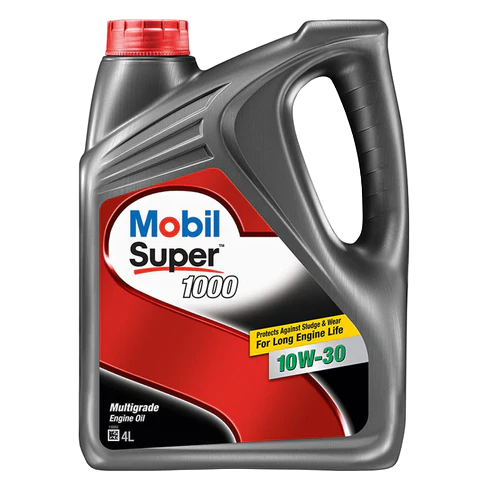 Mobil
Super™
1000
Protects Against Sludge & Wear
For Long Engine Life
10W-30
Multigrade
Engine Oil
4L